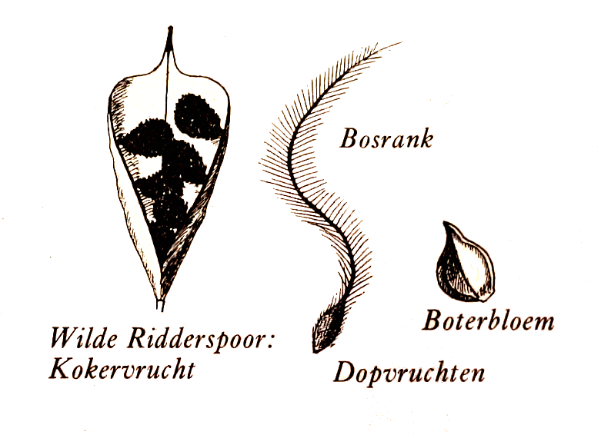 Bosrank
Boterbloem
Wilde Ridderspoor:
Kokervrucht
Dopvruchten